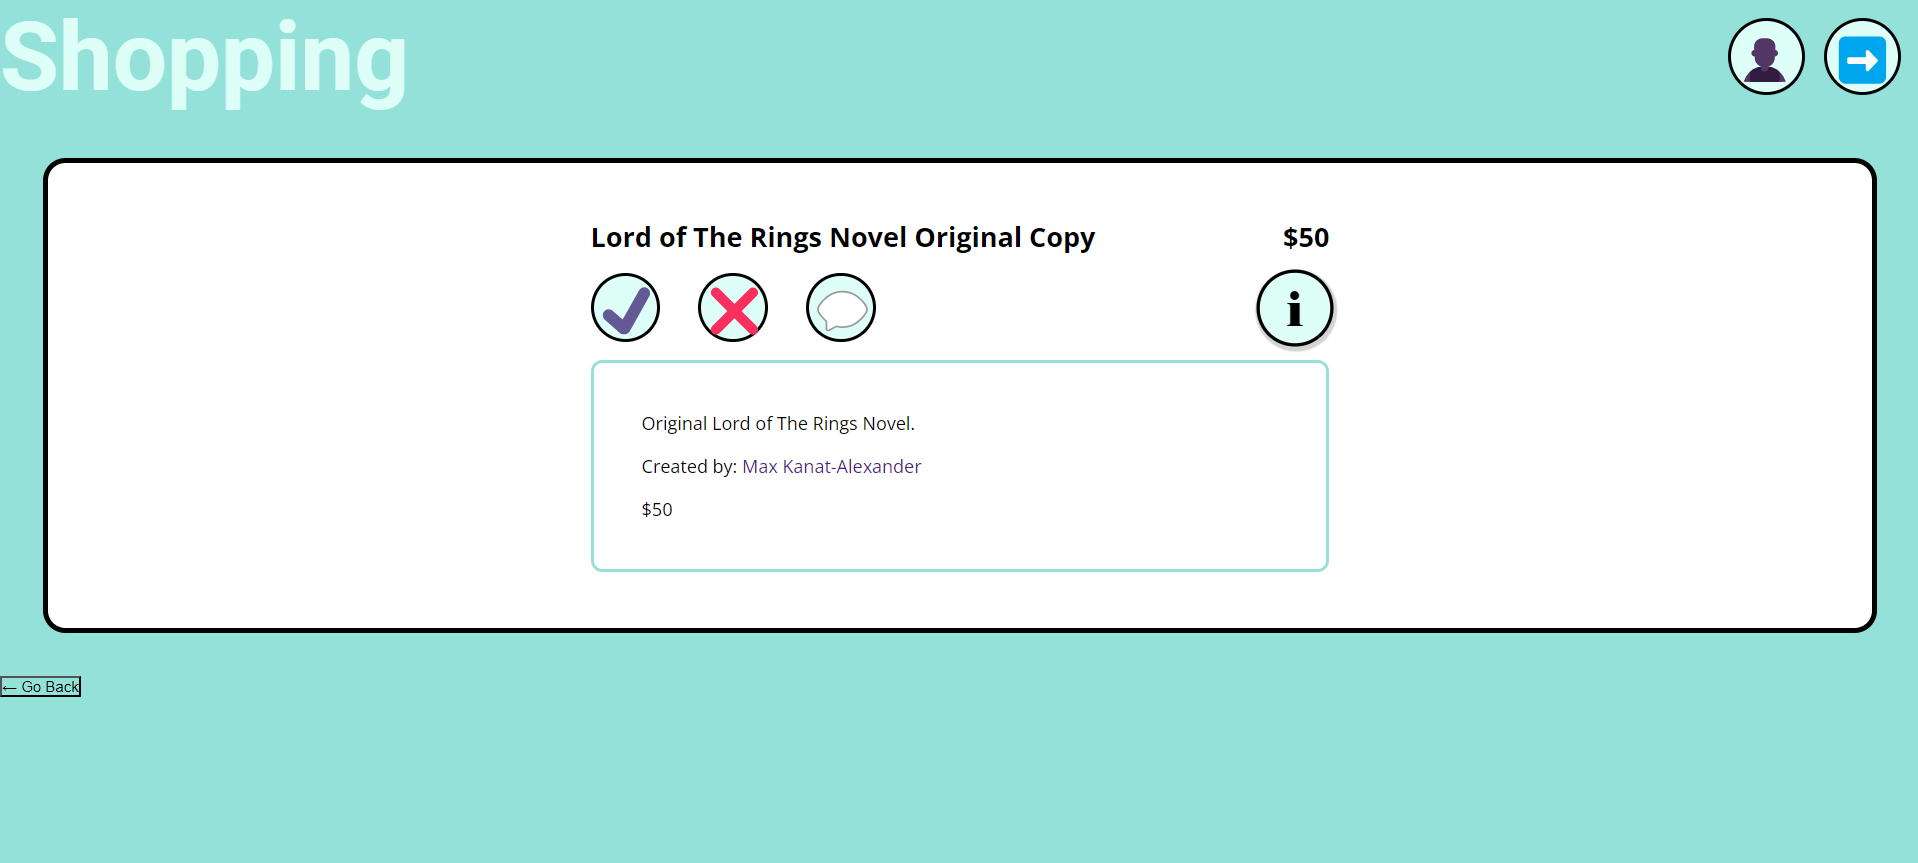 Shopping
Lord of The Rings Novel Original Copy $50
i
Original Lord of The Rings Novel.
Created by: Max Kanat-Alexander
$50
← Go Back